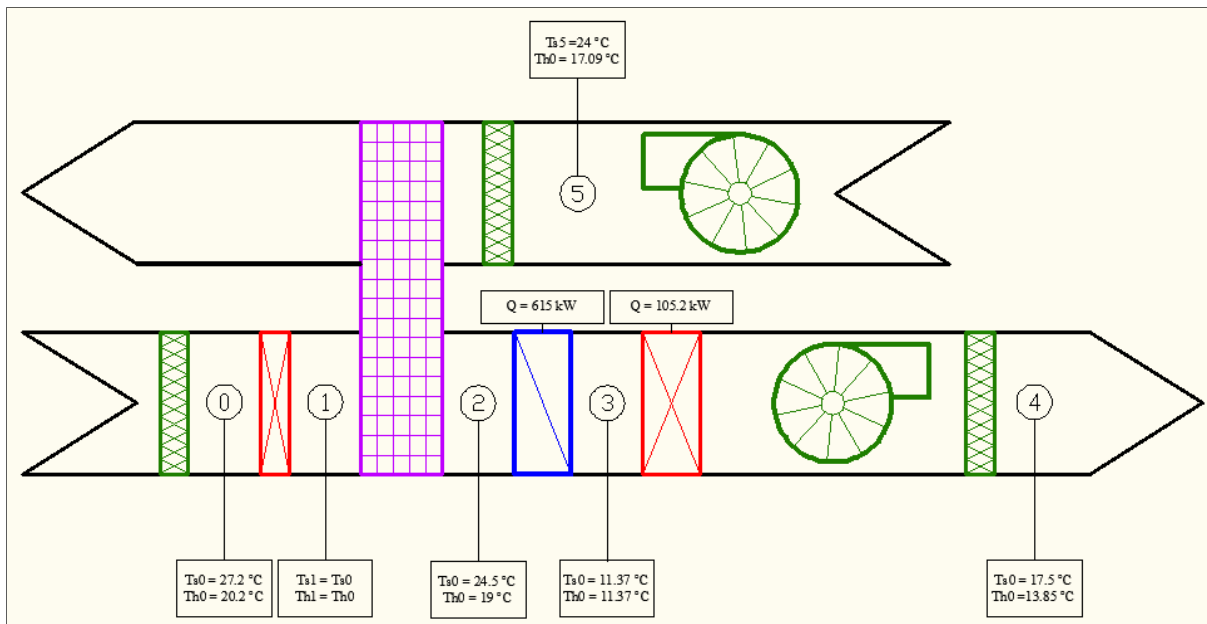 Ts5 =24 °C
Th0 = 17.09 °C
5
Q = 615 kW
Q = 105.2 kW
0
1
2
3
4
Ts0 = 27.2 °C
Th0 = 20.2 °C
Ts1 = Ts0
Th1 = Th0
Ts0 = 24.5 °C
Th0 = 19 °C
Ts0 = 11.37 °C
Th0 = 11.37 °C
Ts0 = 17.5 °C
Th0 =13.85 °C